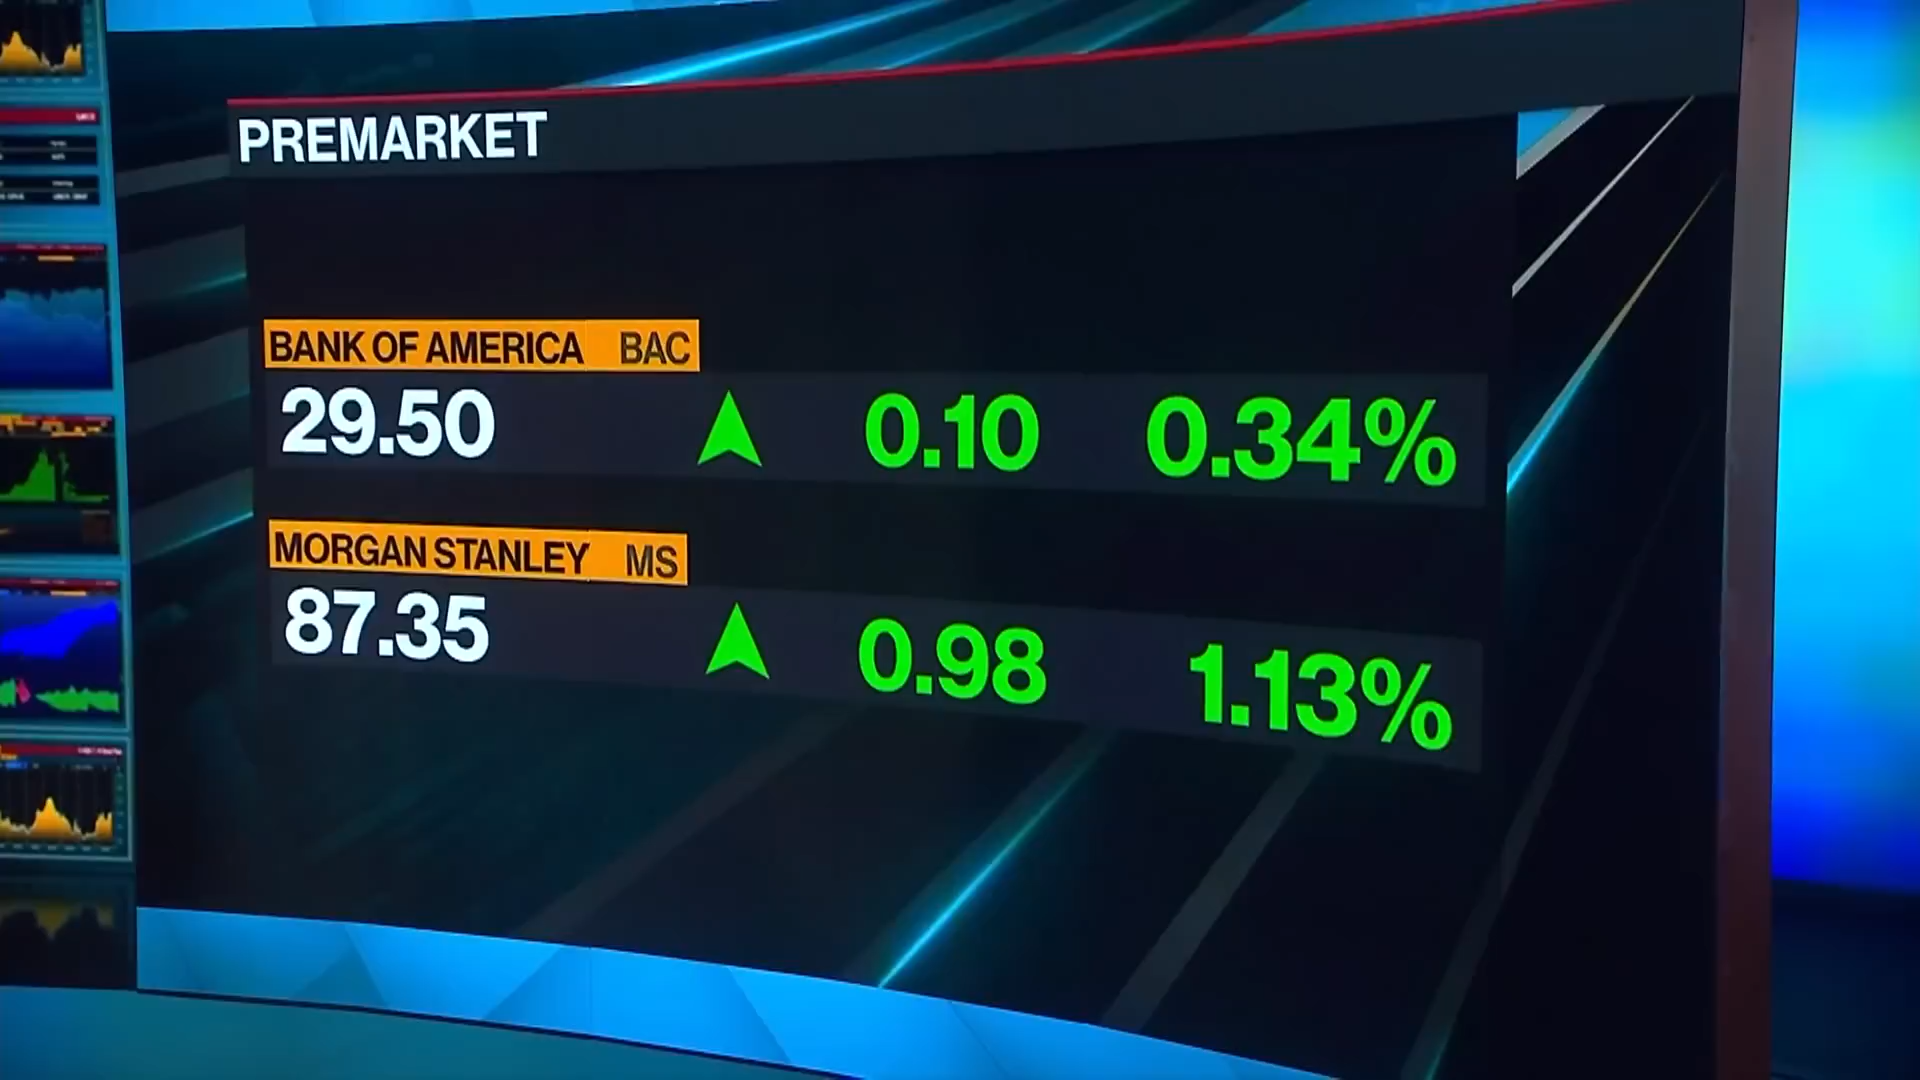 PREMARKET
BANK OF AMERICA BAC
29.50 0.10 0.34%
MORGAN STANLEY MS
87.35 0.98 1.13%